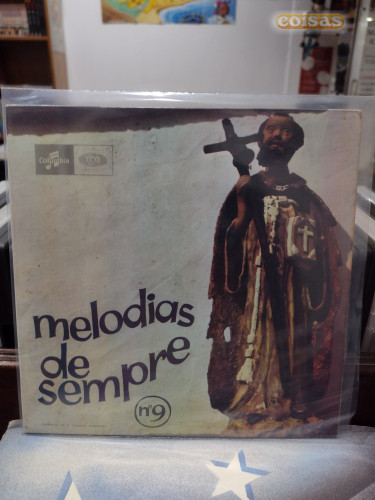 coisas
Columbia
melodias
de
sempre
nº9